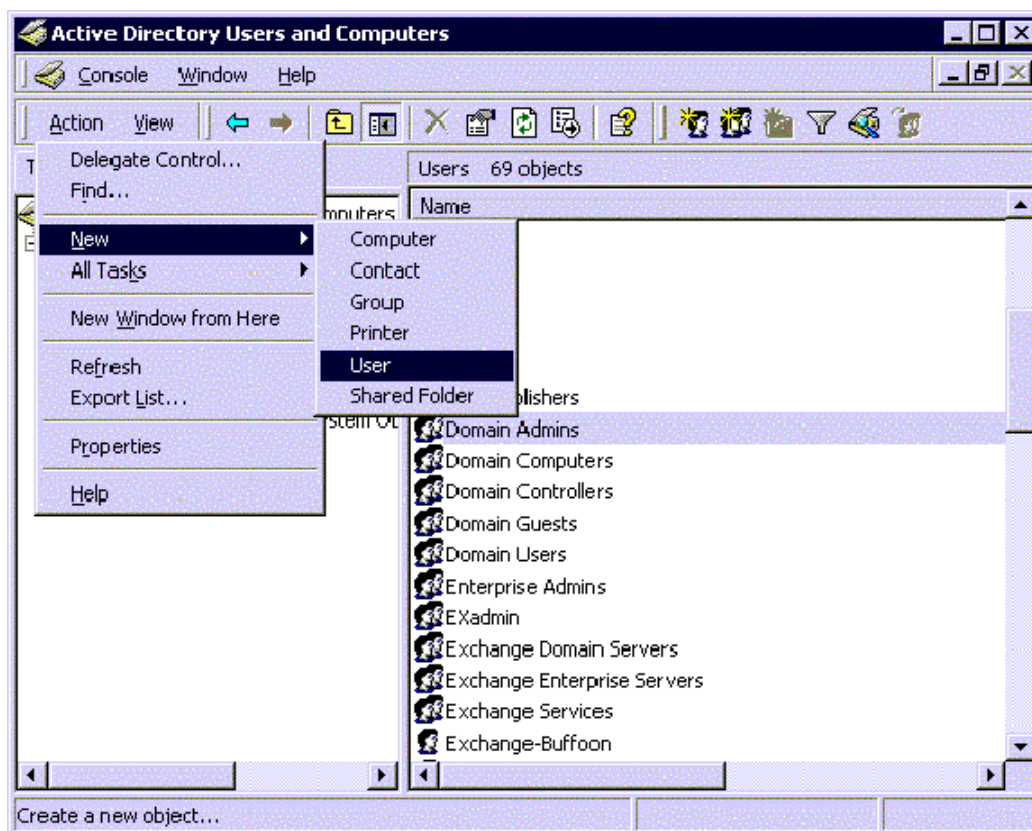 Active Directory Users and Computers
Console Window Help
Action View
Users 69 objects
Name
Delegate Control...
Find...
New
All Tasks
New Window from Here
Refresh
Export List...
Properties
Help
Computer
Contact
Group
Printer
User
Shared Folder
Domain Admins
Domain Computers
Domain Controllers
Domain Guests
Domain Users
Enterprise Admins
EXadmin
Exchange Domain Servers
Exchange Enterprise Servers
Exchange Services
Exchange-Buffoon
Create a new object...